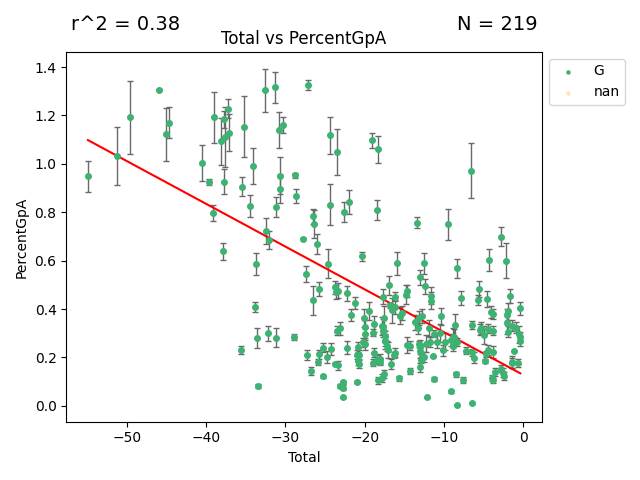 r^2 = 0.38
N = 219
Total vs PercentGpA
G
nan
PercentGpA
1.4
1.2
1.0
0.8
0.6
0.4
0.2
0.0
−50
−40
−30
−20
−10
0
Total